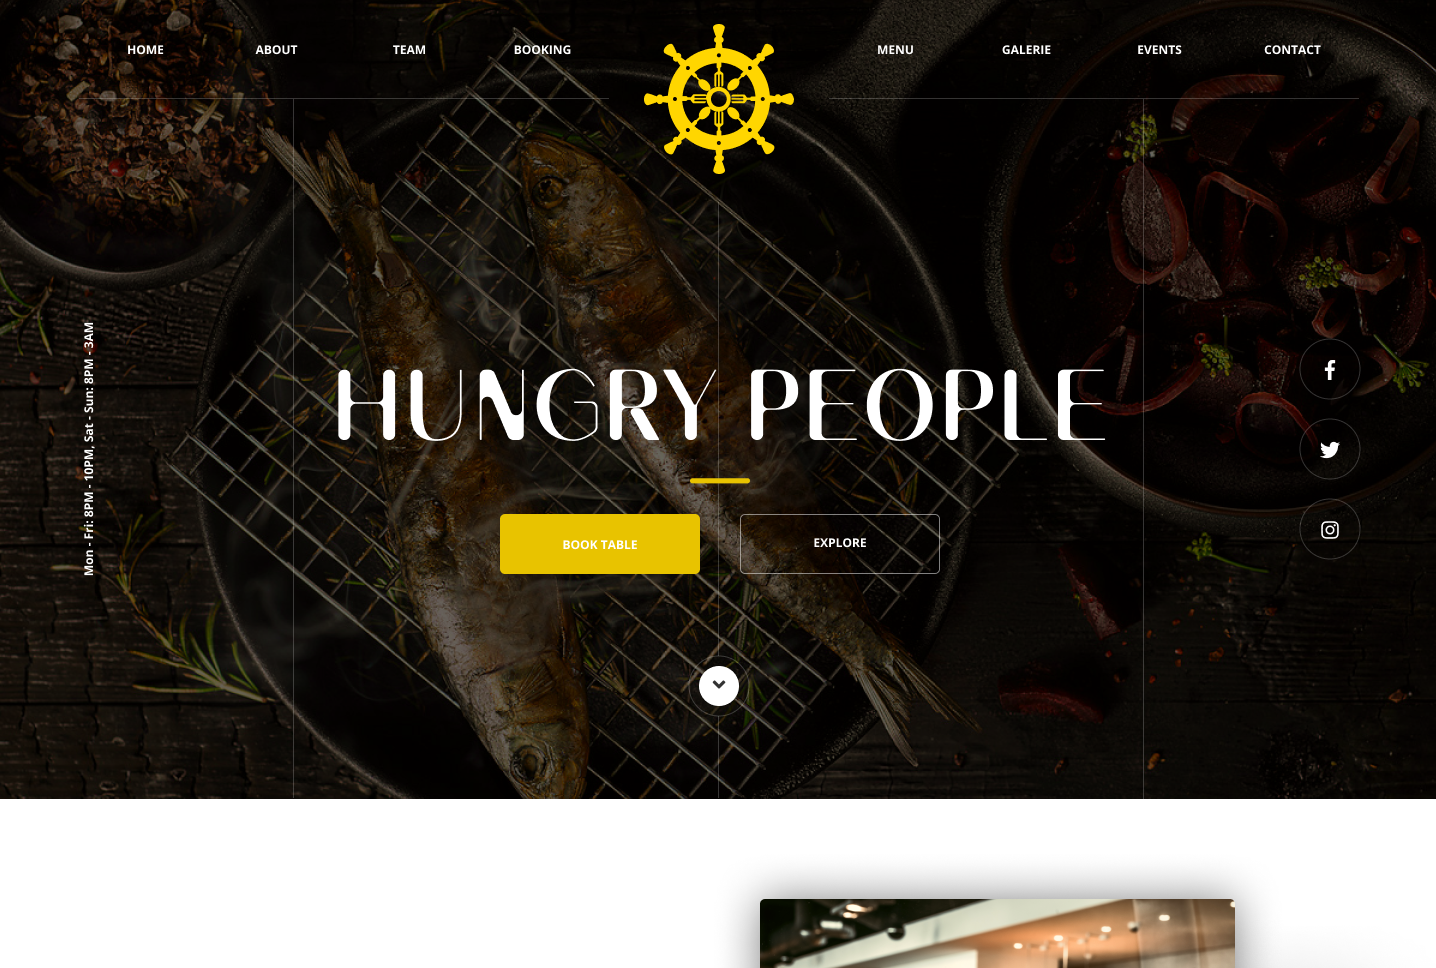 HOME
ABOUT
TEAM
BOOKING
MENU
GALERIE
EVENTS
CONTACT
Mon - Fri: 8PM - 10PM, Sat - Sun: 8PM - 3AM
HUNGRY PEOPLE
BOOK TABLE
EXPLORE